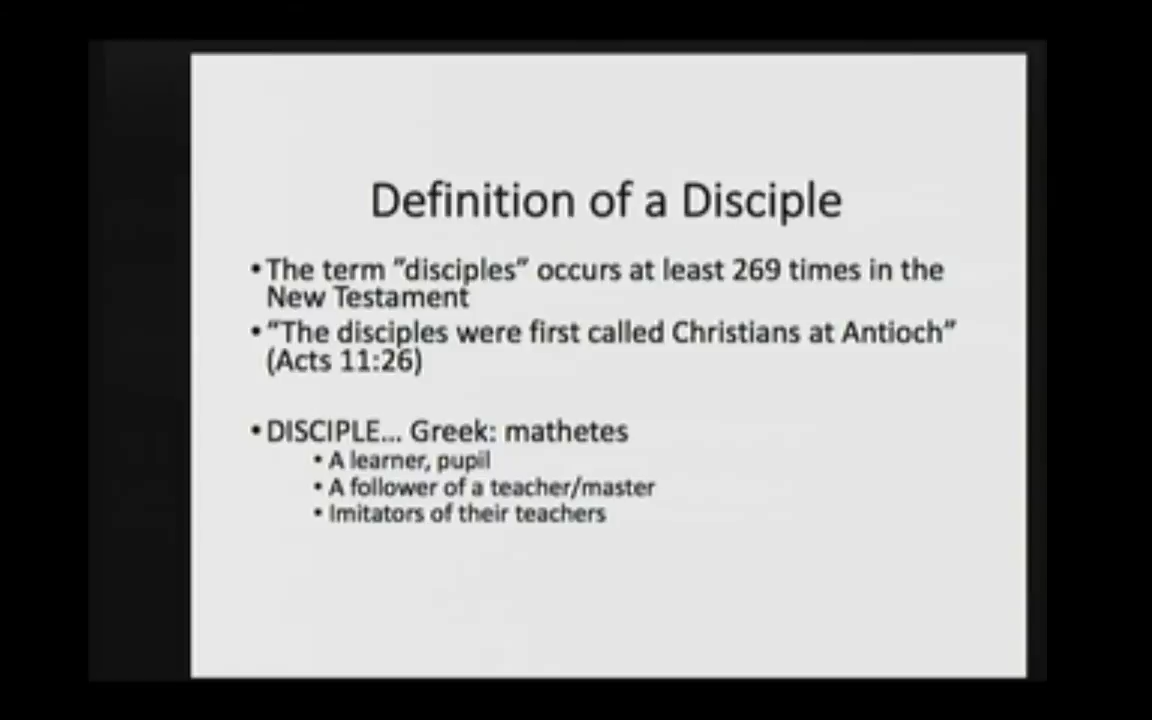 Definition of a Disciple
•The term ”disciples” occurs at least 269 times in the
New Testament
•“The disciples were first called Christians at Antioch”
(Acts 11:26)
•DISCIPLE... Greek: mathetes
•A learner, pupil
•A follower of a teacher/master
•Imitators of their teachers